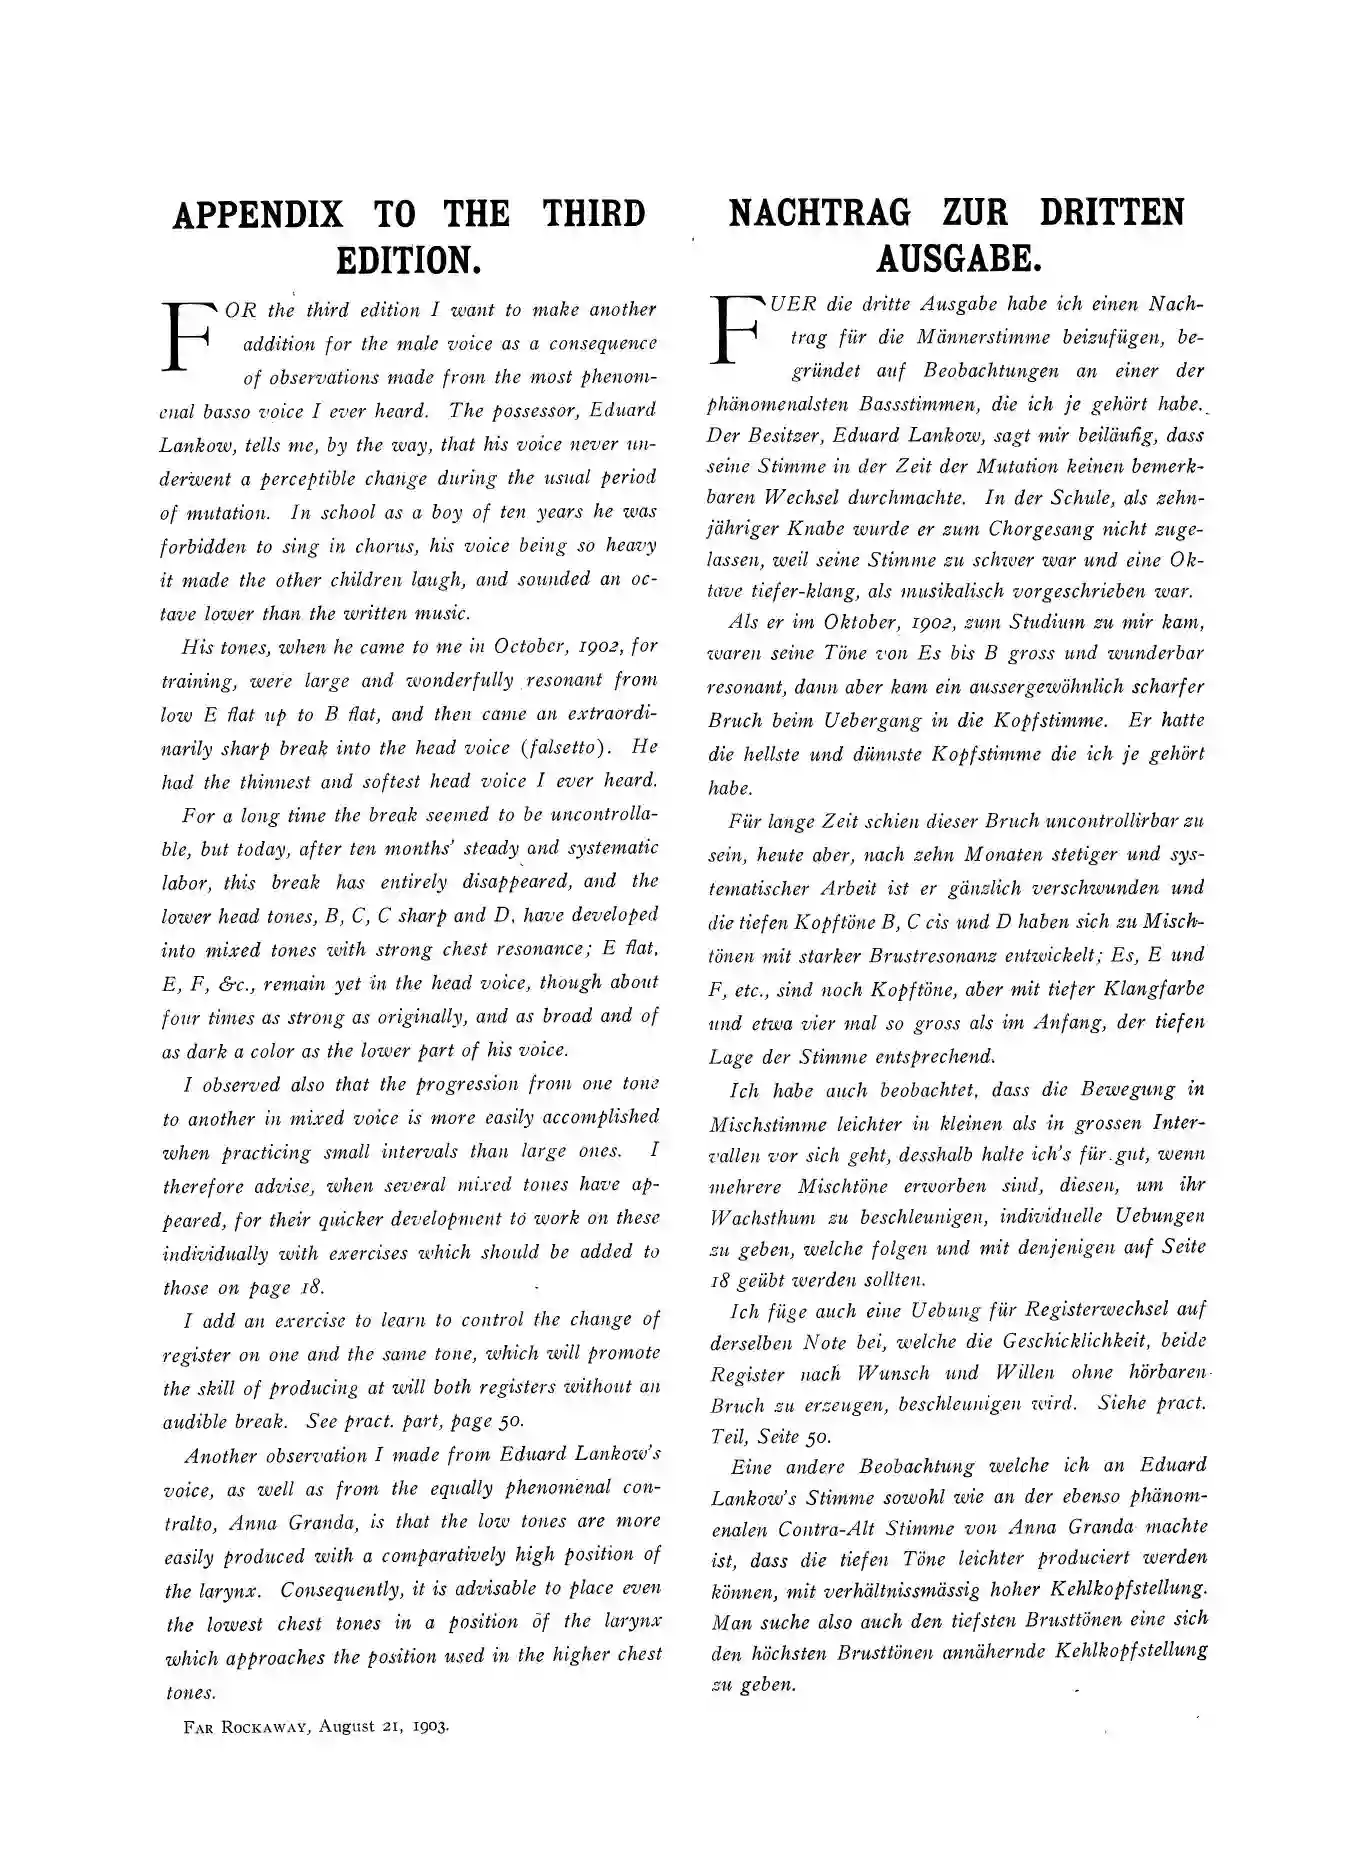 APPENDIX TO THE THIRD
EDITION.
FOR the third edition I want to make another
addition for the male voice as a consequence
of observations made from the most phenom-
enal basso voice I ever heard. The possessor, Eduard
Lankow, tells me, by the way, that his voice never un-
derwent a perceptible change during the usual period
of mutation. In school as a boy of ten years he was
forbidden to sing in chorus, his voice being so heavy
it made the other children laugh, and sounded an oc-
tave lower than the written music.
His tones, when he came to me in October, 1902, for
training, were large and wonderfully resonant from
low E flat up to B flat, and then came an extraordi-
narily sharp break into the head voice (falsetto). He
had the thinnest and softest head voice I ever heard.
For a long time the break seemed to be uncontrolla-
ble, but today, after ten months' steady and systematic
labor, this break has entirely disappeared, and the
lower head tones, B, C, C sharp and D, have developed
into mixed tones with strong chest resonance; E flat,
E, F, &c., remain yet in the head voice, though about
four times as strong as originally, and as broad and of
as dark a color as the lower part of his voice.
I observed also that the progression from one tone
to another in mixed voice is more easily accomplished
when practicing small intervals than large ones. I
therefore advise, when several mixed tones have ap-
peared, for their quicker development to work on these
individually with exercises which should be added to
those on page 18.
I add an exercise to learn to control the change of
register on one and the same tone, which will promote
the skill of producing at will both registers without an
audible break. See pract. part, page 50.
Another observation I made from Eduard Lankow's
voice, as well as from the equally phenomenal con-
tralto, Anna Granda, is that the low tones are more
easily produced with a comparatively high position of
the larynx. Consequently, it is advisable to place even
the lowest chest tones in a position of the larynx
which approaches the position used in the higher chest
tones.
FAR ROCKAWAY, August 21, 1903.
NACHTRAG ZUR DRITTEN
AUSGABE.
FUER die dritte Ausgabe habe ich einen Nach-
trag für die Männerstimme beizufügen, be-
gründet auf Beobachtungen an einer der
phänomenalsten Bassstimmen, die ich je gehört habe.
Der Besitzer, Eduard Lankow, sagt mir beiläufig, dass
seine Stimme in der Zeit der Mutation keinen bemerk-
baren Wechsel durchmachte. In der Schule, als zehn-
jähriger Knabe wurde er zum Chorgesang nicht zuge-
lassen, weil seine Stimme zu schwer war und eine Ok-
tave tiefer-klang, als musikalisch vorgeschrieben war.
Als er im Oktober, 1902, zum Studium zu mir kam,
waren seine Töne von Es bis B gross und wunderbar
resonant, dann aber kam ein aussergewöhnlich scharfer
Bruch beim Uebergang in die Kopfstimme. Er hatte
die hellste und dünnste Kopfstimme die ich je gehört
habe.
Für lange Zeit schien dieser Bruch uncontrollirbar zu
sein, heute aber, nach zehn Monaten stetiger und sys-
tematischer Arbeit ist er gänzlich verschwunden und
die tiefen Kopftöne B, C cis und D haben sich zu Misch-
tönen mit starker Brustresonanz entwickelt; Es, E und
F, etc., sind noch Kopftöne, aber mit tiefer Klangfarbe
und etwa vier mal so gross als im Anfang, der tiefen
Lage der Stimme entsprechend.
Ich habe auch beobachtet, dass die Bewegung in
Mischstimme leichter in kleinen als in grossen Inter-
vallen vor sich geht, desshalb halte ich's für gut, wenn
mehrere Mischtöne erworben sind, diesen, um ihr
Wachsthum zu beschleunigen, individuelle Uebungen
zu geben, welche folgen und mit denjenigen auf Seite
18 geübt werden sollten.
Ich füge auch eine Uebung für Registerwechsel auf
derselben Note bei, welche die Geschicklichkeit, beide
Register nach Wunsch und Willen ohne hörbaren
Bruch zu erzeugen, beschleunigen wird. Siehe pract.
Teil, Seite 50.
Eine andere Beobachtung welche ich an Eduard
Lankow's Stimme sowohl wie an der ebenso phänom-
enalen Contra-Alt Stimme von Anna Granda machte
ist, dass die tiefen Töne leichter produciert werden
können, mit verhältnissmässig hoher Kehlkopfstellung.
Man suche also auch den tiefsten Brusttönen eine sich
den höchsten Brusttönen annähernde Kehlkopfstellung
zu geben.